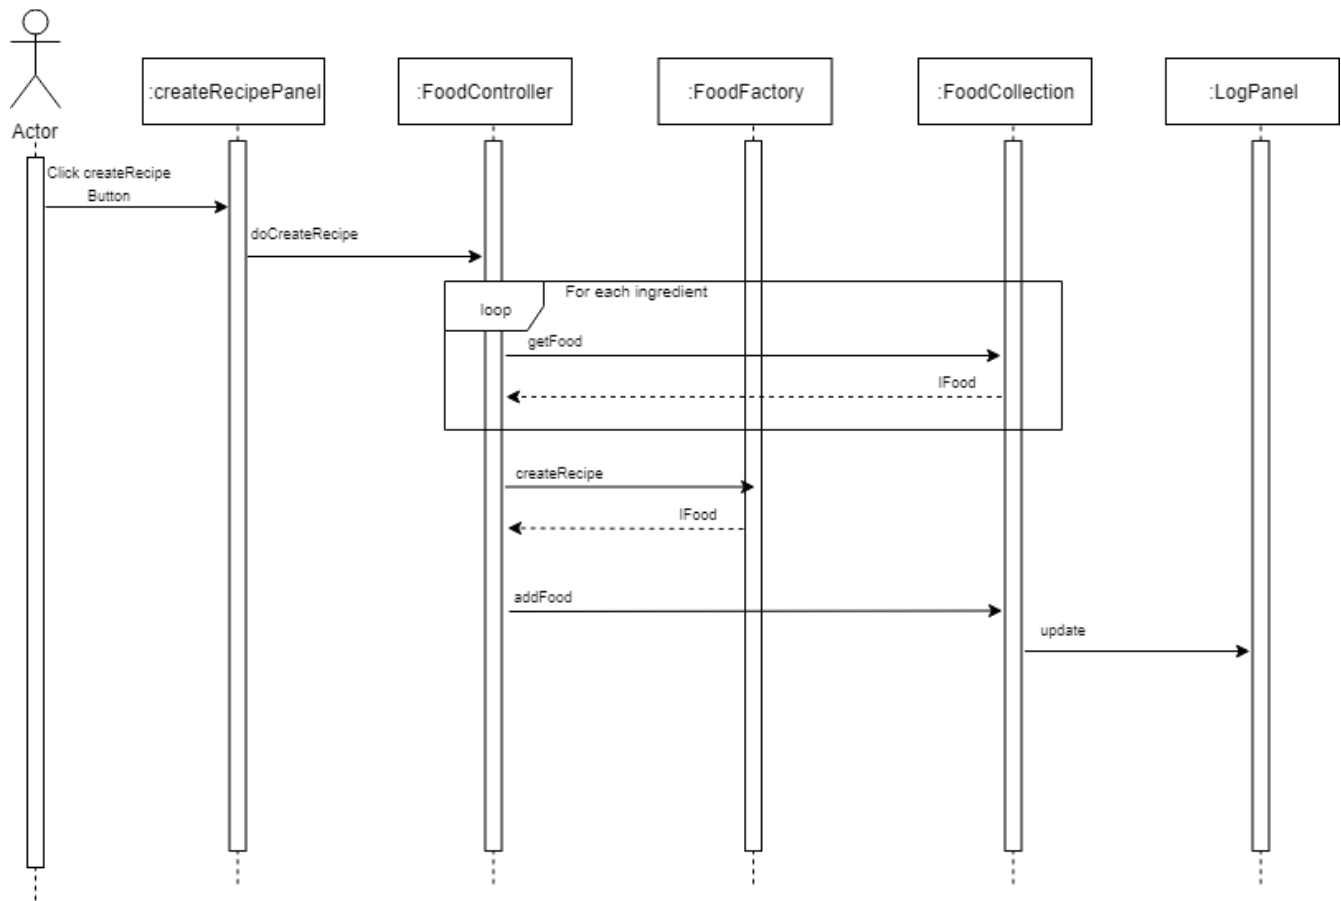 Actor
:createRecipePanel
:FoodController
:FoodFactory
:FoodCollection
:LogPanel
Click createRecipe
Button
doCreateRecipe
loop
For each ingredient
getFood
IFood
createRecipe
IFood
addFood
update